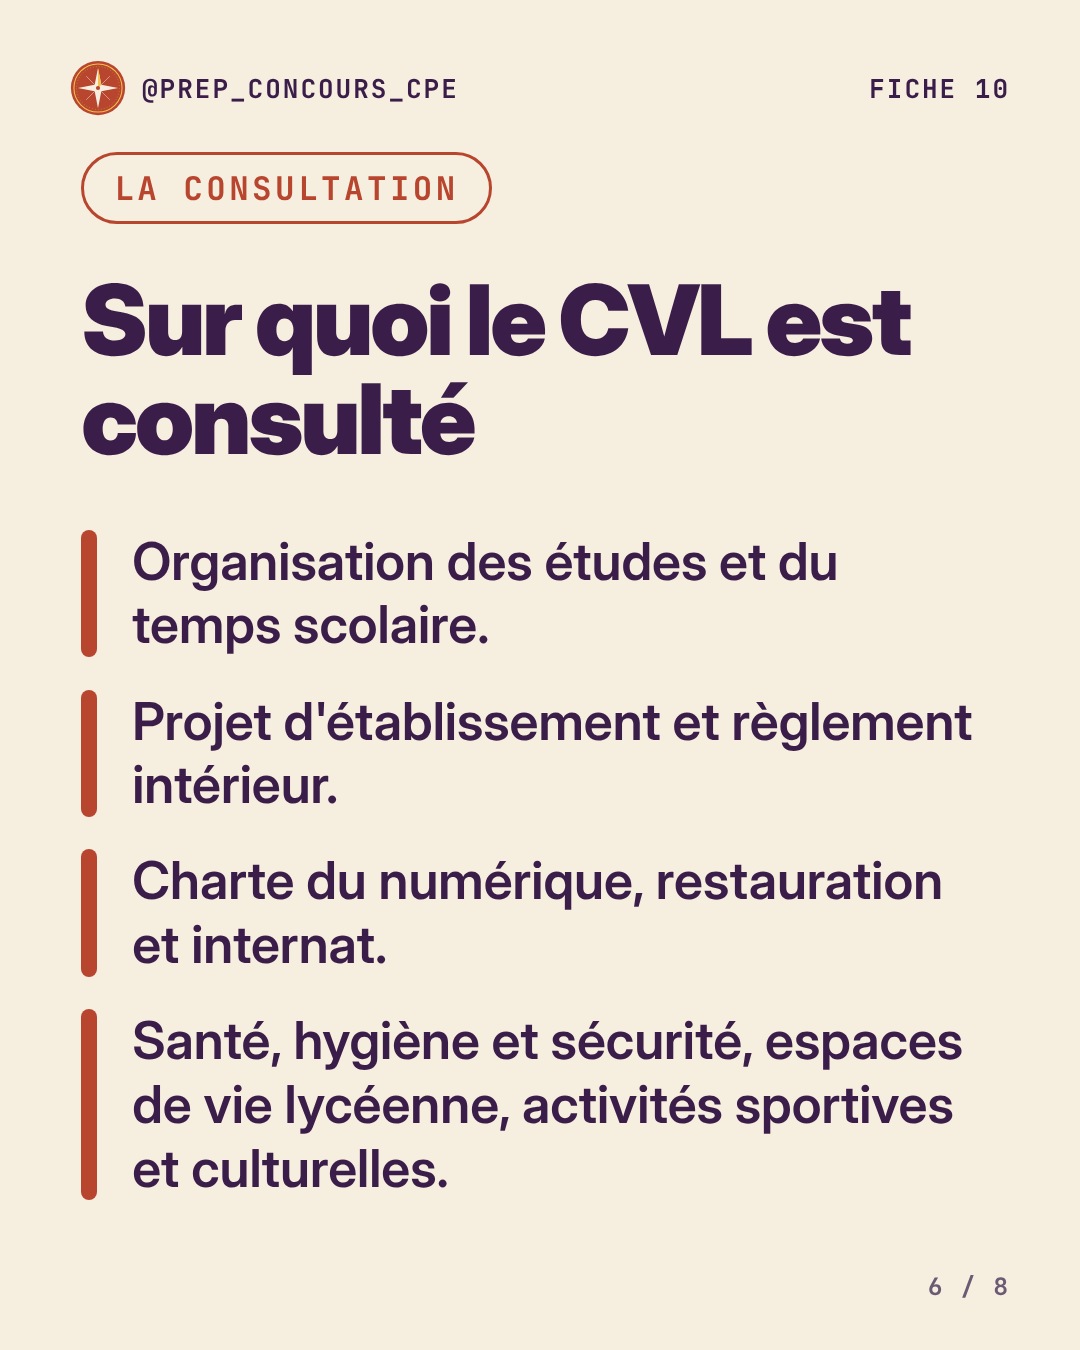 @PREP_CONCOURS_CPE
FICHE 10
LA CONSULTATION
Sur quoi le CVL est
consulté
Organisation des études et du
temps scolaire.
Projet d'établissement et règlement
intérieur.
Charte du numérique, restauration
et internat.
Santé, hygiène et sécurité, espaces
de vie lycéenne, activités sportives
et culturelles.
6 / 8